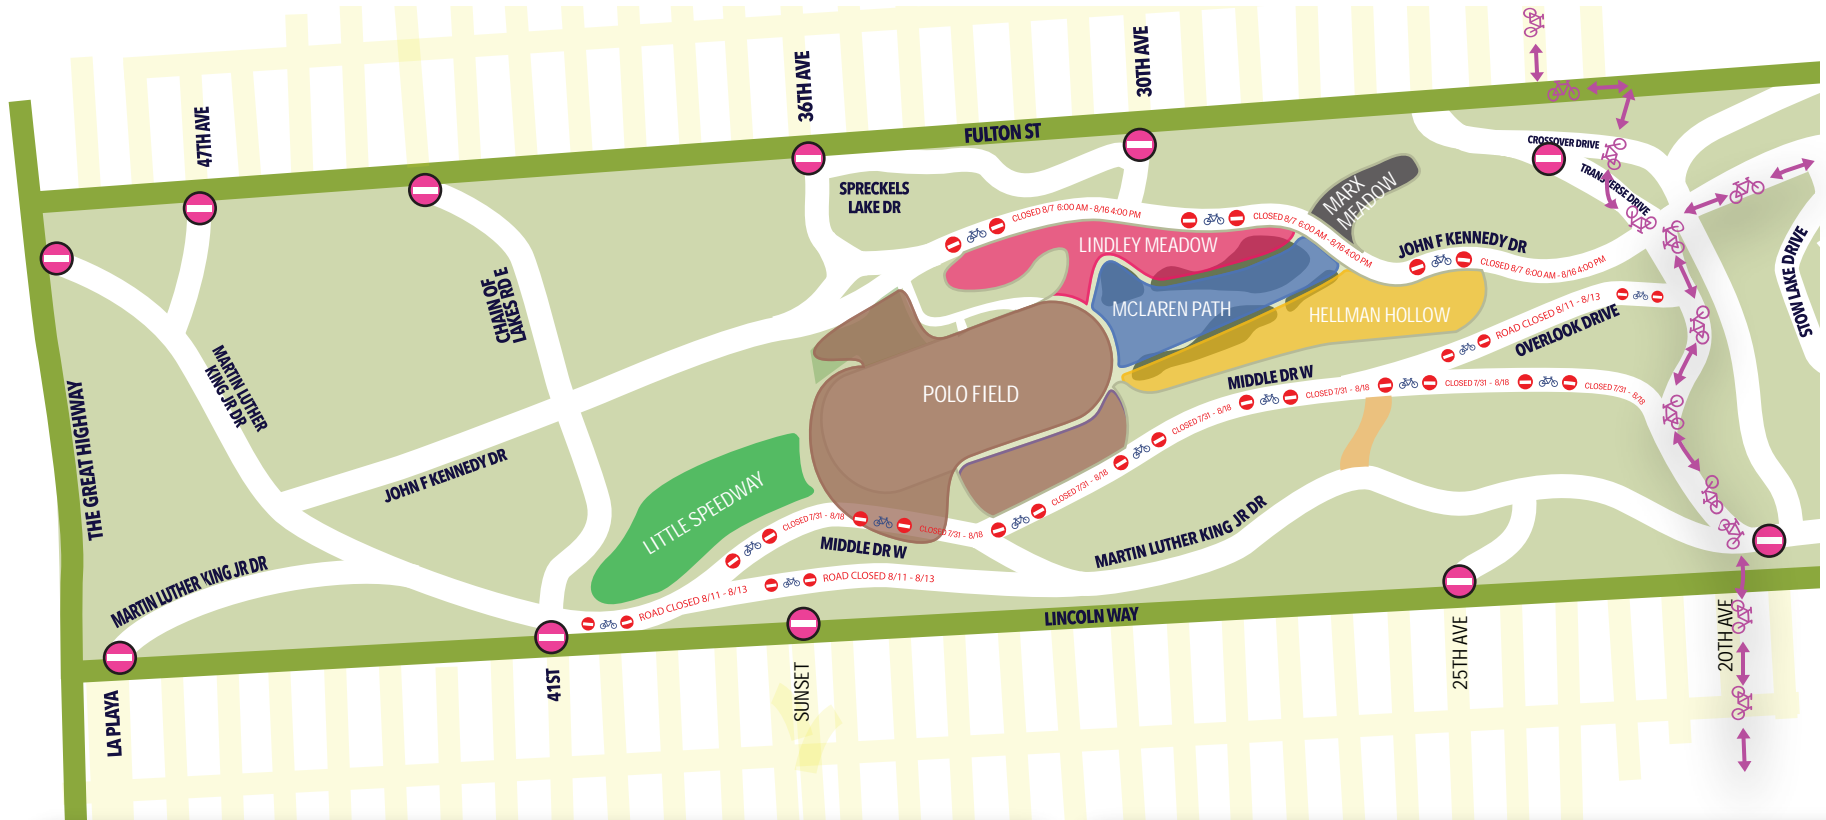 47TH AVE
36TH AVE
30TH AVE
FULTON ST
CROSSOVER DRIVE
TRANSVERSE DRIVE
SPRECKELS
LAKE DR
MARX
MEADOW
CLOSED 8/7 6:00 AM - 8/16 4:00 PM
CLOSED 8/7 6:00 AM - 8/16 4:00 PM
JOHN F KENNEDY DR
CLOSED 8/7 6:00 AM - 8/16 4:00 PM
LINDLEY MEADOW
STOW LAKE DRIVE
CHAIN OF
LAKES RD E
MCLAREN PATH
HELLMAN HOLLOW
ROAD CLOSED 8/11 - 8/13
OVERLOOK DRIVE
MARTIN LUTHER
KING JR DR
POLO FIELD
MIDDLE DR W
CLOSED 7/31 - 8/18
CLOSED 7/31 - 8/18
CLOSED 7/31 - 8/18
CLOSED 7/31 - 8/18
CLOSED 7/31 - 8/18
THE GREAT HIGHWAY
JOHN F KENNEDY DR
LITTLE SPEEDWAY
CLOSED 7/31 - 8/18
CLOSED 7/31 - 8/18
MIDDLE DR W
MARTIN LUTHER KING JR DR
MARTIN LUTHER KING JR DR
ROAD CLOSED 8/11 - 8/13
ROAD CLOSED 8/11 - 8/13
LINCOLN WAY
LA PLAYA
41ST
SUNSET
25TH AVE
20TH AVE